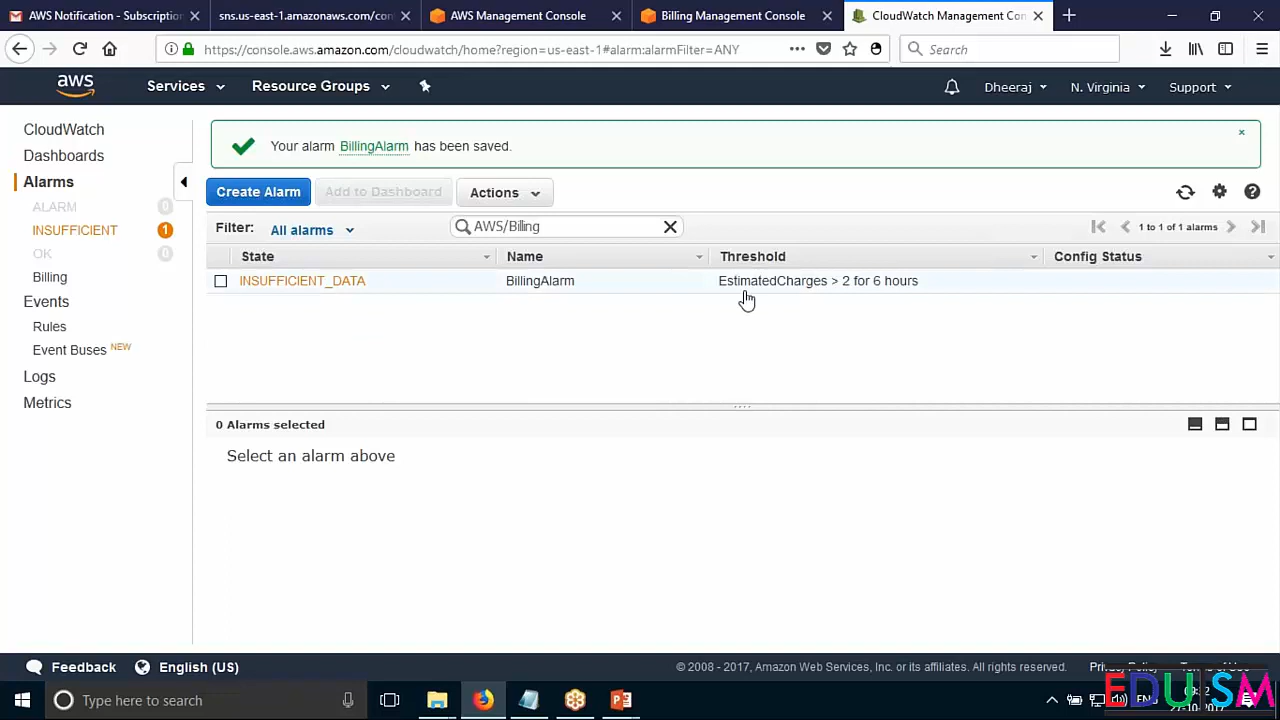 AWS Notification - Subscription
sns.us-east-1.amazonaws.com/con
AWS Management Console
Billing Management Console
CloudWatch Management Con
https://console.aws.amazon.com/cloudwatch/home?region=us-east-1#alarm:alarmFilter=ANY
Search
aws
Services
Resource Groups
Dheeraj
N. Virginia
Support
CloudWatch
Dashboards
Alarms
ALARM 0
INSUFFICIENT 1
OK 0
Billing
Events
Rules
Event Buses NEW
Logs
Metrics
Your alarm BillingAlarm has been saved.
Create Alarm
Add to Dashboard
Actions
Filter: All alarms
AWS/Billing
1 to 1 of 1 alarms
State Name Threshold Config Status
INSUFFICIENT_DATA BillingAlarm EstimatedCharges > 2 for 6 hours
0 Alarms selected
Select an alarm above
Feedback
English (US)
© 2008 - 2017, Amazon Web Services, Inc. or its affiliates. All rights reserved.
Type here to search
EDUISM